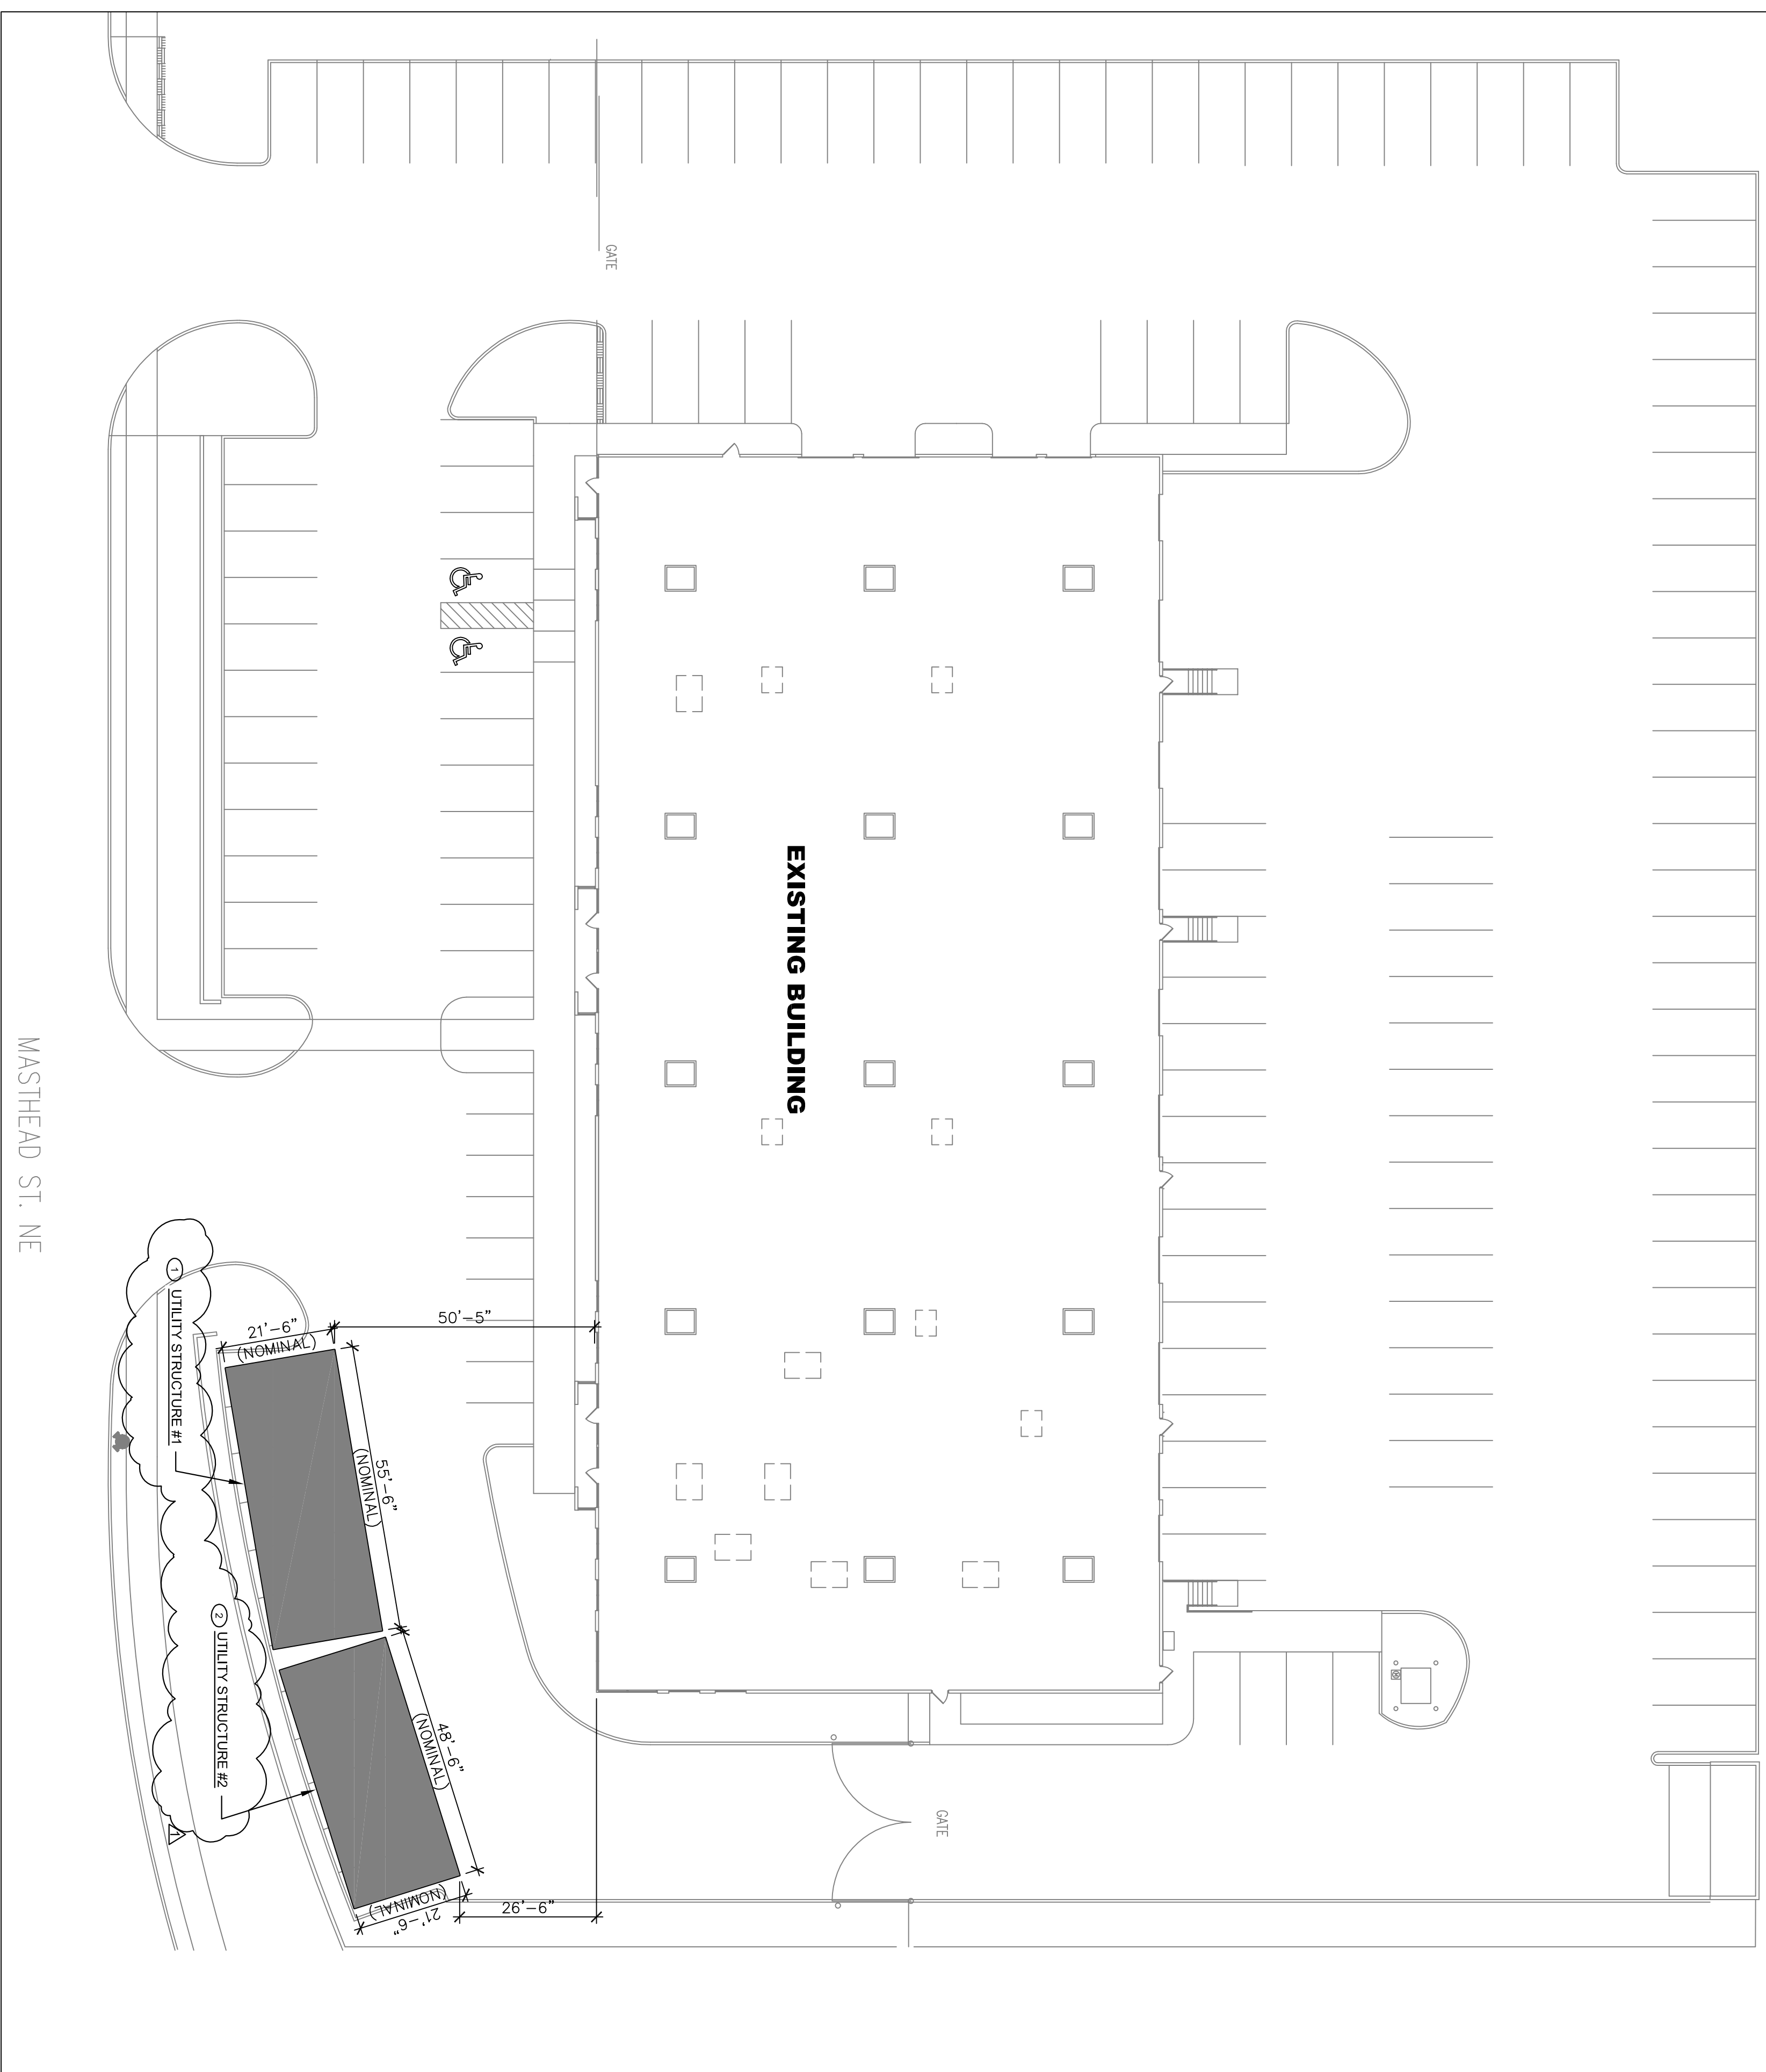 GATE
EXISTING BUILDING
MASTHEAD ST. NE
50'-5"
21'-6"
(NOMINAL)
55'-6"
(NOMINAL)
1
UTILITY STRUCTURE #1
2
UTILITY STRUCTURE #2
1
48'-6"
(NOMINAL)
21'-6"
(NOMINAL)
26'-6"
GATE